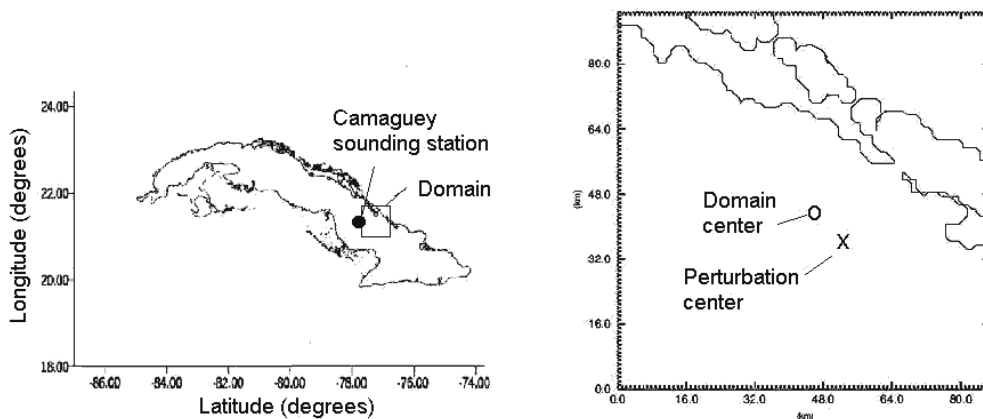 24.00
22.00
20.00
18.00
Longitude (degrees)
Camaguey
sounding station
Domain
-86.00
-84.00
-82.00
-80.00
-78.00
-76.00
-74.00
Latitude (degrees)
80.0
64.0
48.0
32.0
16.0
0.0
(km)
Domain
center
O
X
Perturbation
center
0.0
16.0
32.0
48.0
64.0
80.0
(km)